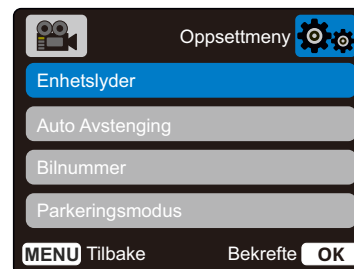 Oppsettmeny
Enhetslyder
Auto Avstenging
Bilnummer
Parkeringsmodus
MENU Tilbake Bekrefte OK